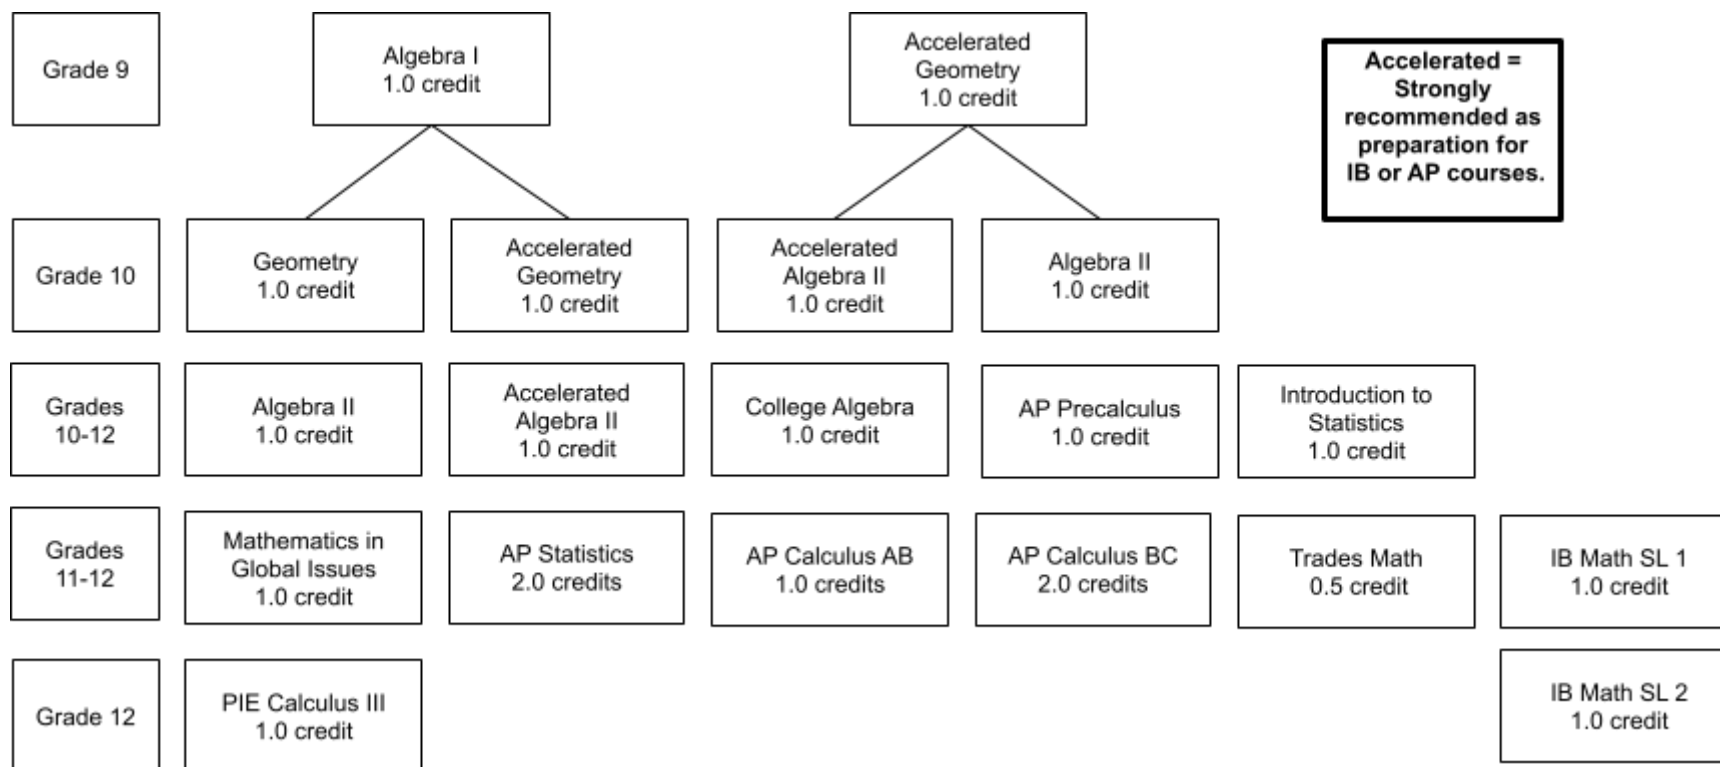 Grade 9
Algebra I
1.0 credit
Accelerated
Geometry
1.0 credit
Accelerated =
Strongly
recommended as
preparation for
IB or AP courses.
Grade 10
Geometry
1.0 credit
Accelerated
Geometry
1.0 credit
Accelerated
Algebra II
1.0 credit
Algebra II
1.0 credit
Grades
10-12
Algebra II
1.0 credit
Accelerated
Algebra II
1.0 credit
College Algebra
1.0 credit
AP Precalculus
1.0 credit
Introduction to
Statistics
1.0 credit
Grades
11-12
Mathematics in
Global Issues
1.0 credit
AP Statistics
2.0 credits
AP Calculus AB
1.0 credits
AP Calculus BC
2.0 credits
Trades Math
0.5 credit
IB Math SL 1
1.0 credit
Grade 12
PIE Calculus III
1.0 credit
IB Math SL 2
1.0 credit